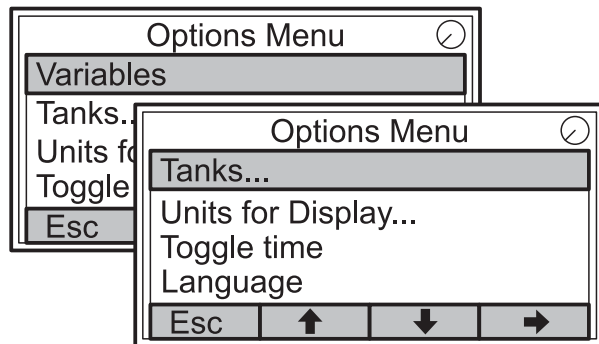 Options Menu
Variables
Tanks..
Units fo
Toggle
Esc
Options Menu
Tanks...
Units for Display...
Toggle time
Language
Esc